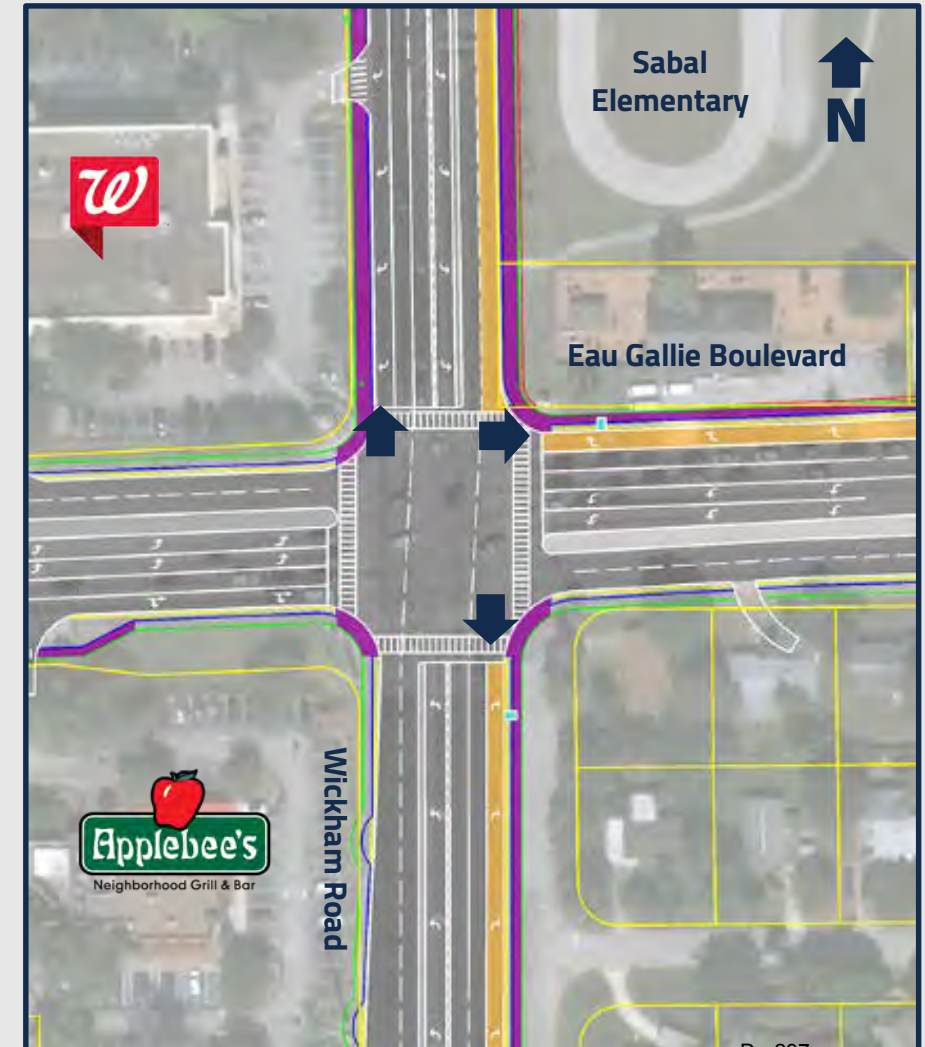 Sabal
Elementary
N
W
Eau Gallie Boulevard
Wickham Road
Applebee's
Neighborhood Grill & Bar